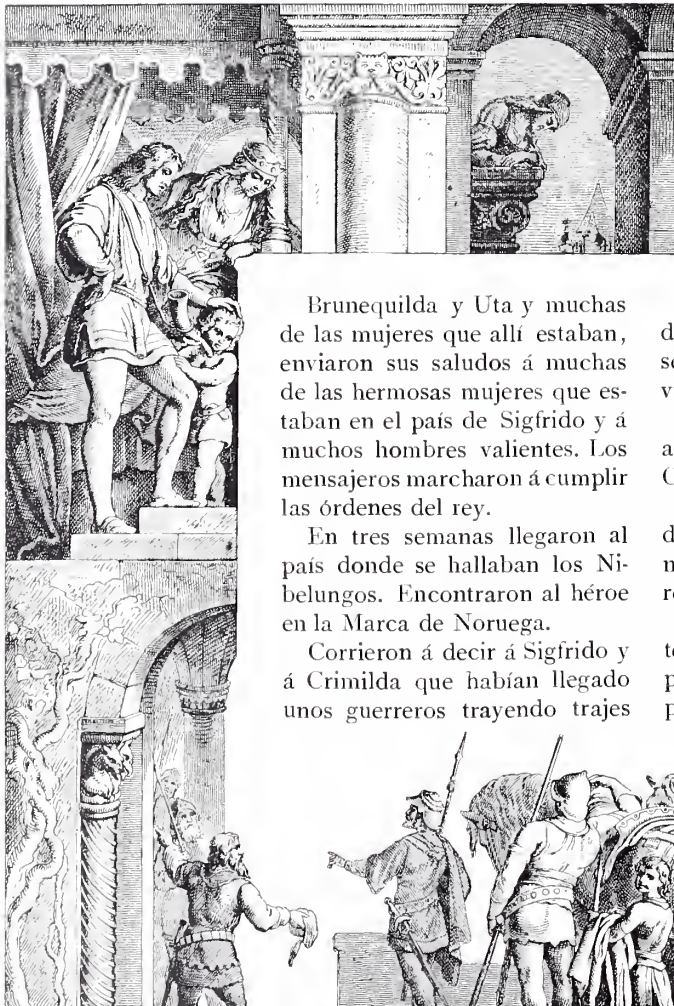 Brunequilda y Uta y muchas
de las mujeres que allí estaban,
enviaron sus saludos á muchas
de las hermosas mujeres que es-
taban en el país de Sigfrido y á
muchos hombres valientes. Los
mensajeros marcharon á cumplir
las órdenes del rey.
En tres semanas llegaron al
país donde se hallaban los Ni-
belungos. Encontraron al héroe
en la Marca de Noruega.
Corrieron á decir á Sigfrido y
á Crimilda que habían llegado
unos guerreros trayendo trajes